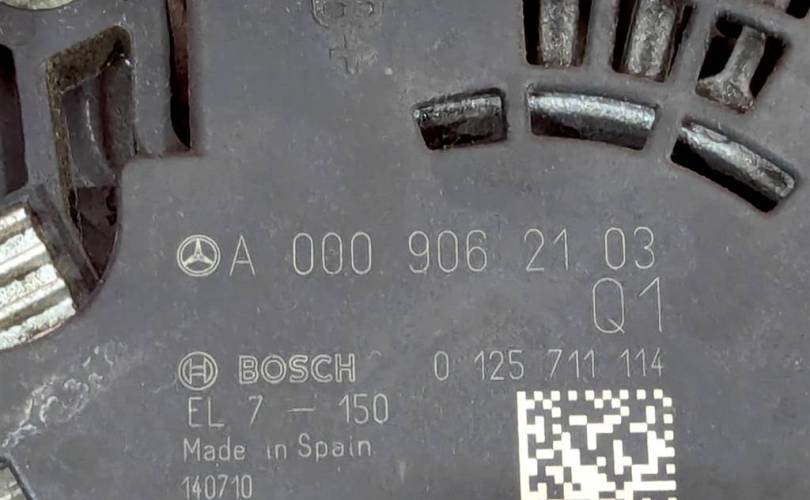 B+
A 000 906 21 03
Q1
BOSCH 0 125 711 114
EL 7 – 150
Made in Spain
140710